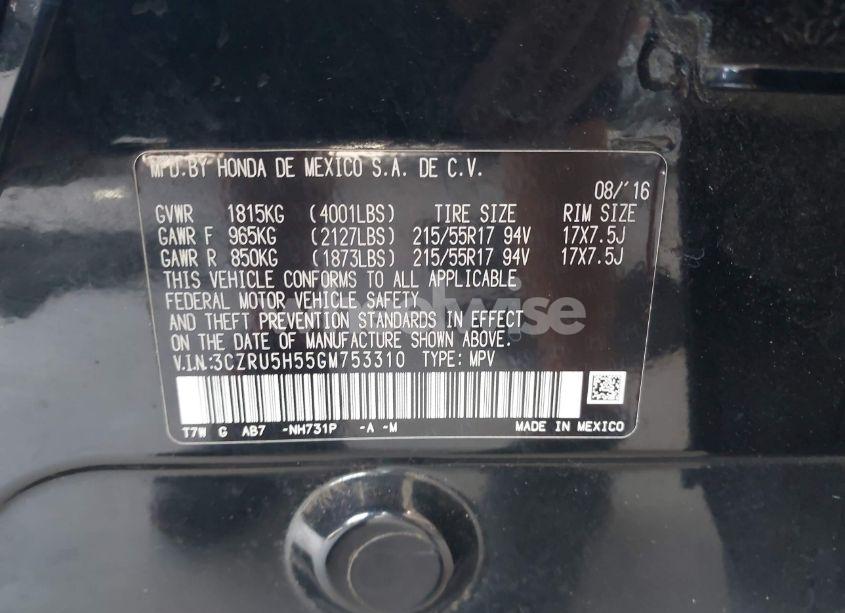 MFD.BY HONDA DE MEXICO S.A. DE C.V.
08/'16
GVWR 1815KG (4001LBS) TIRE SIZE RIM SIZE
GAWR F 965KG (2127LBS) 215/55R17 94V 17X7.5J
GAWR R 850KG (1873LBS) 215/55R17 94V 17X7.5J
THIS VEHICLE CONFORMS TO ALL APPLICABLE
FEDERAL MOTOR VEHICLE SAFETY
AND THEFT PREVENTION STANDARDS IN EFFECT
ON THE DATE OF MANUFACTURE SHOWN ABOVE.
V.I.N.:3CZRU5H55GM753310 TYPE: MPV
T7W G AB7 -NH731P -A -M MADE IN MEXICO